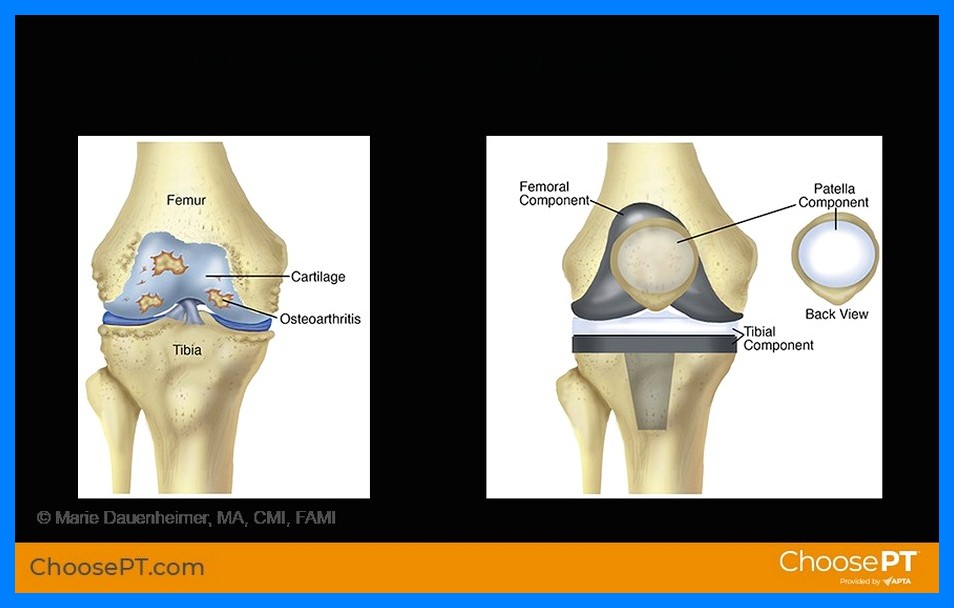 Femur
Cartilage
Osteoarthritis
Tibia
Femoral
Component
Patella
Component
Back View
Tibial
Component
© Marie Dauenheimer, MA, CMI, FAMI
ChoosePT.com
ChoosePT
Provided by APTA